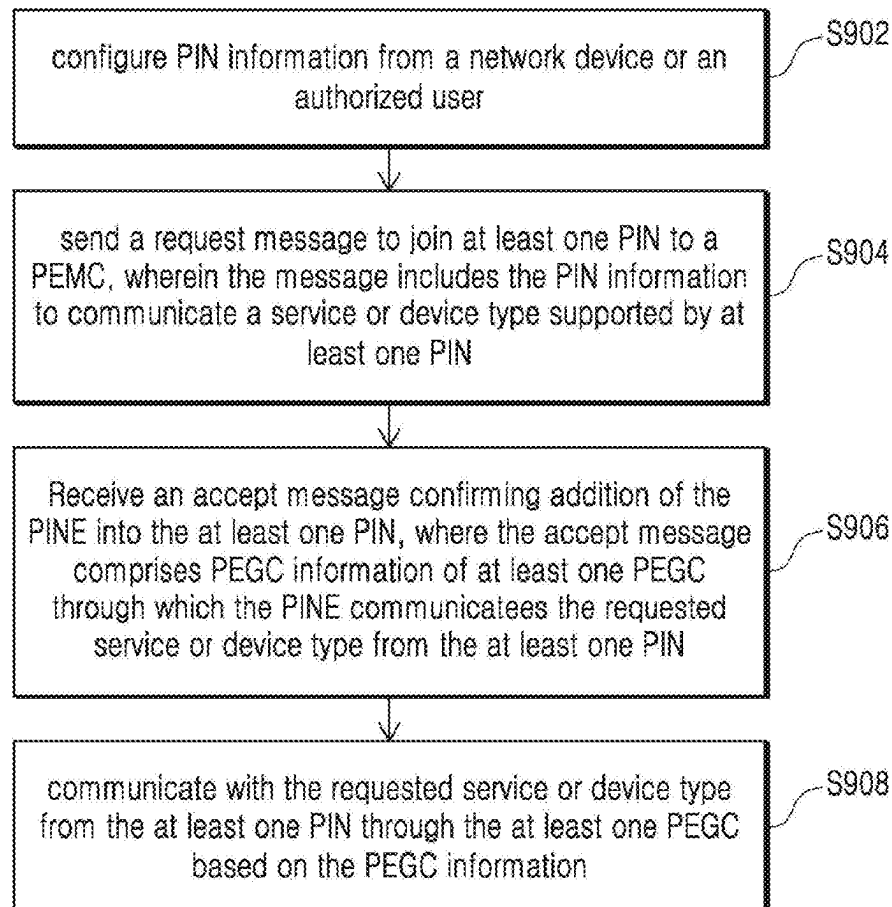 configure PIN information from a network device or an
authorized user
S902
send a request message to join at least one PIN to a
PEMC, wherein the message includes the PIN information
to communicate a service or device type supported by at
least one PIN
S904
Receive an accept message confirming addition of the
PINE into the at least one PIN, where the accept message
comprises PEGC information of at least one PEGC
through which the PINE communicatees the requested
service or device type from the at least one PIN
S906
communicate with the requested service or device type
from the at least one PIN through the at least one PEGC
based on the PEGC information
S908